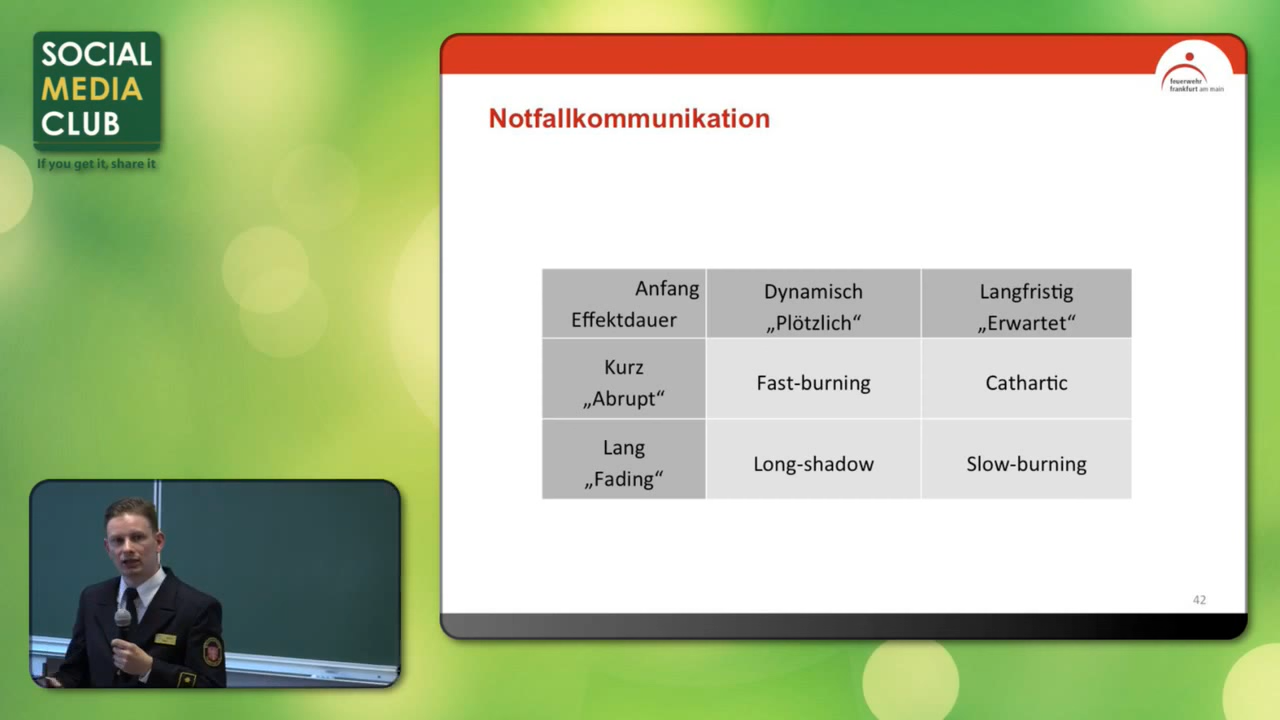 SOCIAL
MEDIA
CLUB
If you get it, share it
feuerwehr
frankfurt am main
Notfallkommunikation
Anfang
Effektdauer
Dynamisch
„Plötzlich“
Langfristig
„Erwartet“
Kurz
„Abrupt“
Fast-burning
Cathartic
Lang
„Fading“
Long-shadow
Slow-burning
42